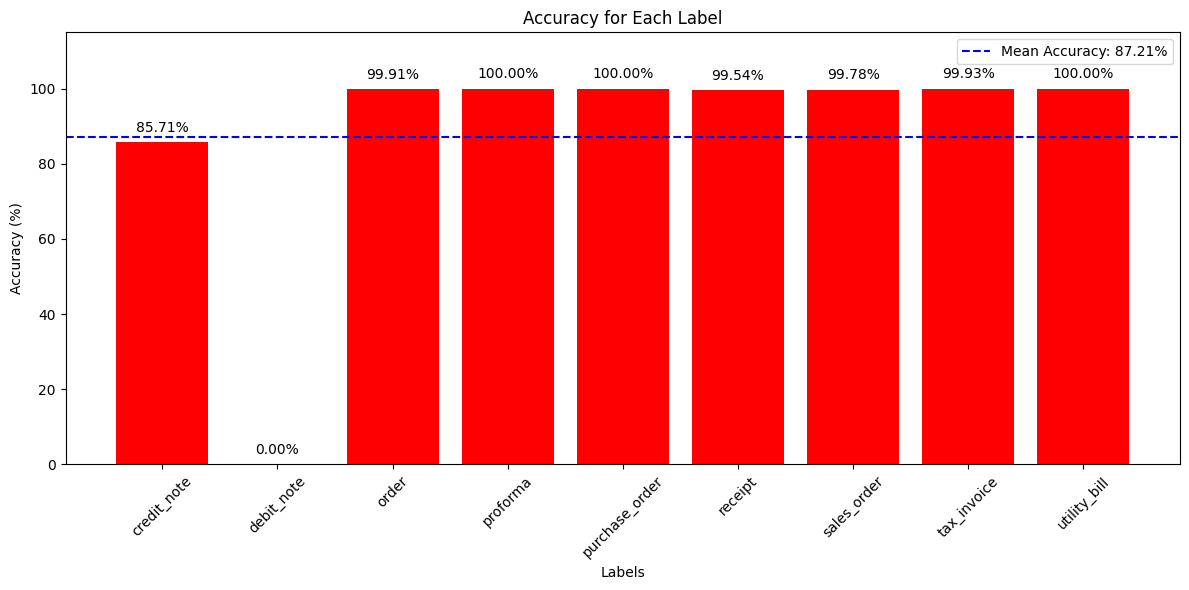 Accuracy for Each Label
Mean Accuracy: 87.21%
Accuracy (%)
100
80
60
40
20
0
85.71%
0.00%
99.91%
100.00%
100.00%
99.54%
99.78%
99.93%
100.00%
credit_note
debit_note
order
proforma
purchase_order
receipt
sales_order
tax_invoice
utility_bill
Labels